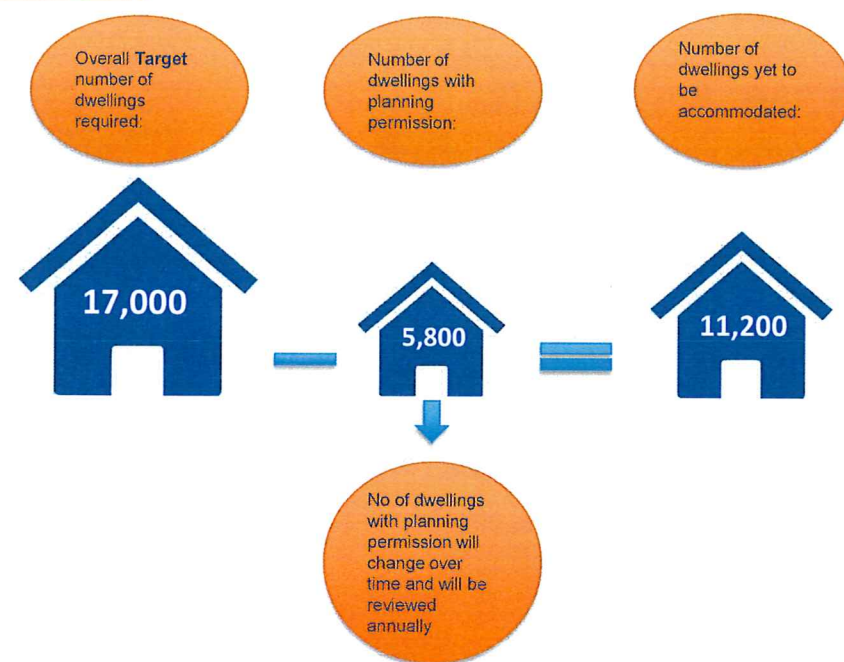 Overall Target
number of
dwellings
required:
Number of
dwellings with
planning
permission:
Number of
dwellings yet to
be
accommodated:
17,000
5,800
11,200
No of dwellings
with planning
permission will
change over
time and will be
reviewed
annually